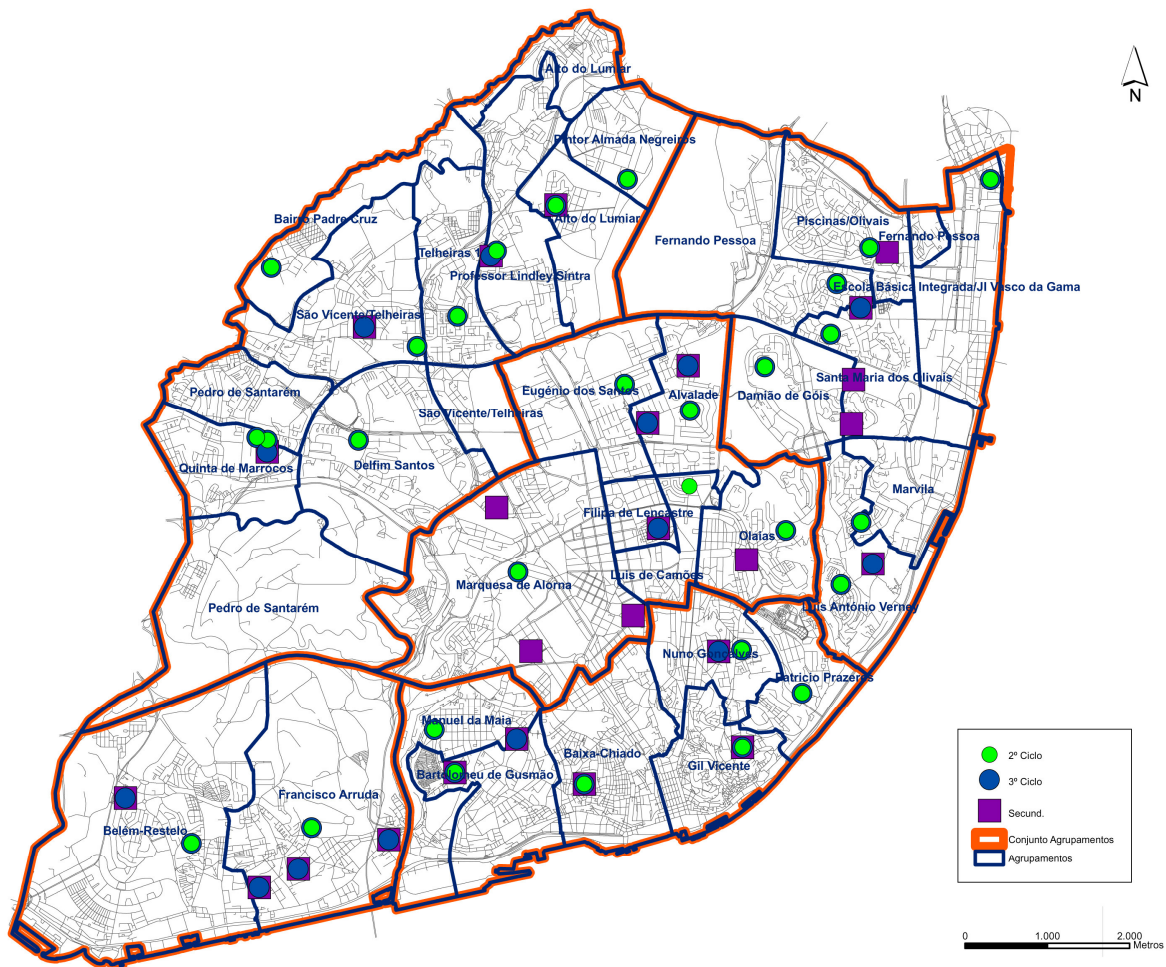 Alto do Lumiar
N
Pintor Almada Negreiros
Bairro Padre Cruz
Alto do Lumiar
Piscinas/Olivais
Fernando Pessoa
Fernando Pessoa
Telheiras 1
Professor Lindley Sintra
Escola Básica Integrada/JI Vasco da Gama
São Vicente/Telheiras
Pedro de Santarém
Eugénio dos Santos
Alvalade
Damião de Góis
Santa Maria dos Olivais
São Vicente/Telheiras
Quinta de Marrocos
Delfim Santos
Marvila
Filipa de Lencastre
Olaias
Marquesa de Alorna
Luís de Camões
Pedro de Santarém
Luís António Verney
Nuno Gonçalves
Patricio Prazeres
Manuel da Maia
Baixa-Chiado
Gil Vicente
Bartolomeu de Gusmão
Francisco Arruda
Belém-Restelo
2º Ciclo
3º Ciclo
Secund.
Conjunto Agrupamentos
Agrupamentos
0 1.000 2.000
Metros